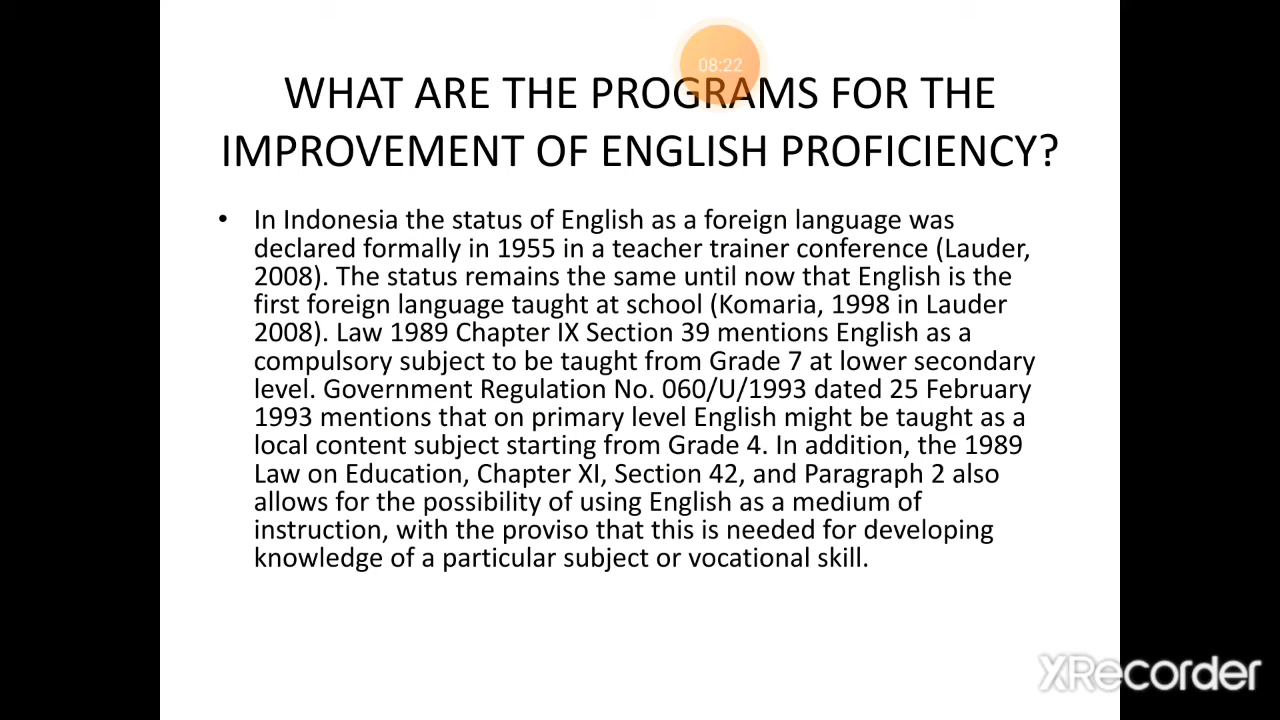 08:22
WHAT ARE THE PROGRAMS FOR THE
IMPROVEMENT OF ENGLISH PROFICIENCY?
• In Indonesia the status of English as a foreign language was
declared formally in 1955 in a teacher trainer conference (Lauder,
2008). The status remains the same until now that English is the
first foreign language taught at school (Komaria, 1998 in Lauder
2008). Law 1989 Chapter IX Section 39 mentions English as a
compulsory subject to be taught from Grade 7 at lower secondary
level. Government Regulation No. 060/U/1993 dated 25 February
1993 mentions that on primary level English might be taught as a
local content subject starting from Grade 4. In addition, the 1989
Law on Education, Chapter XI, Section 42, and Paragraph 2 also
allows for the possibility of using English as a medium of
instruction, with the proviso that this is needed for developing
knowledge of a particular subject or vocational skill.
XRecorder